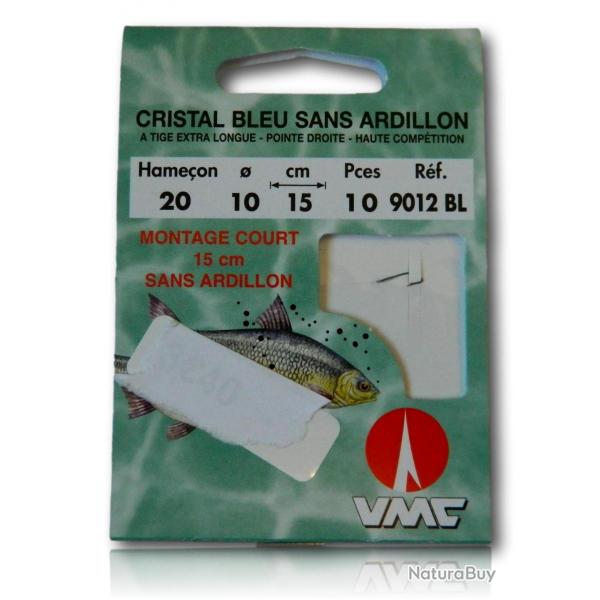 CRISTAL BLEU SANS ARDILLON
A TIGE EXTRA LONGUE - POINTE DROITE - HAUTE COMPÉTITION
Hameçon ø cm Pces Réf.
20 10 15 10 9012 BL
MONTAGE COURT
15 cm
SANS ARDILLON
VMC
NaturaBuy